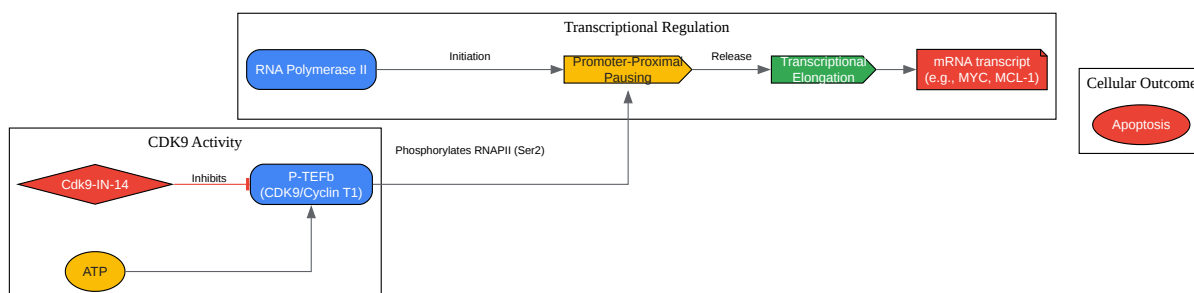 Transcriptional Regulation
RNA Polymerase II
Initiation
Promoter-Proximal
Pausing
Release
Transcriptional
Elongation
mRNA transcript
(e.g., MYC, MCL-1)
Cellular Outcome
Apoptosis
CDK9 Activity
Cdk9-IN-14
Inhibits
P-TEFb
(CDK9/Cyclin T1)
Phosphorylates RNAPII (Ser2)
ATP